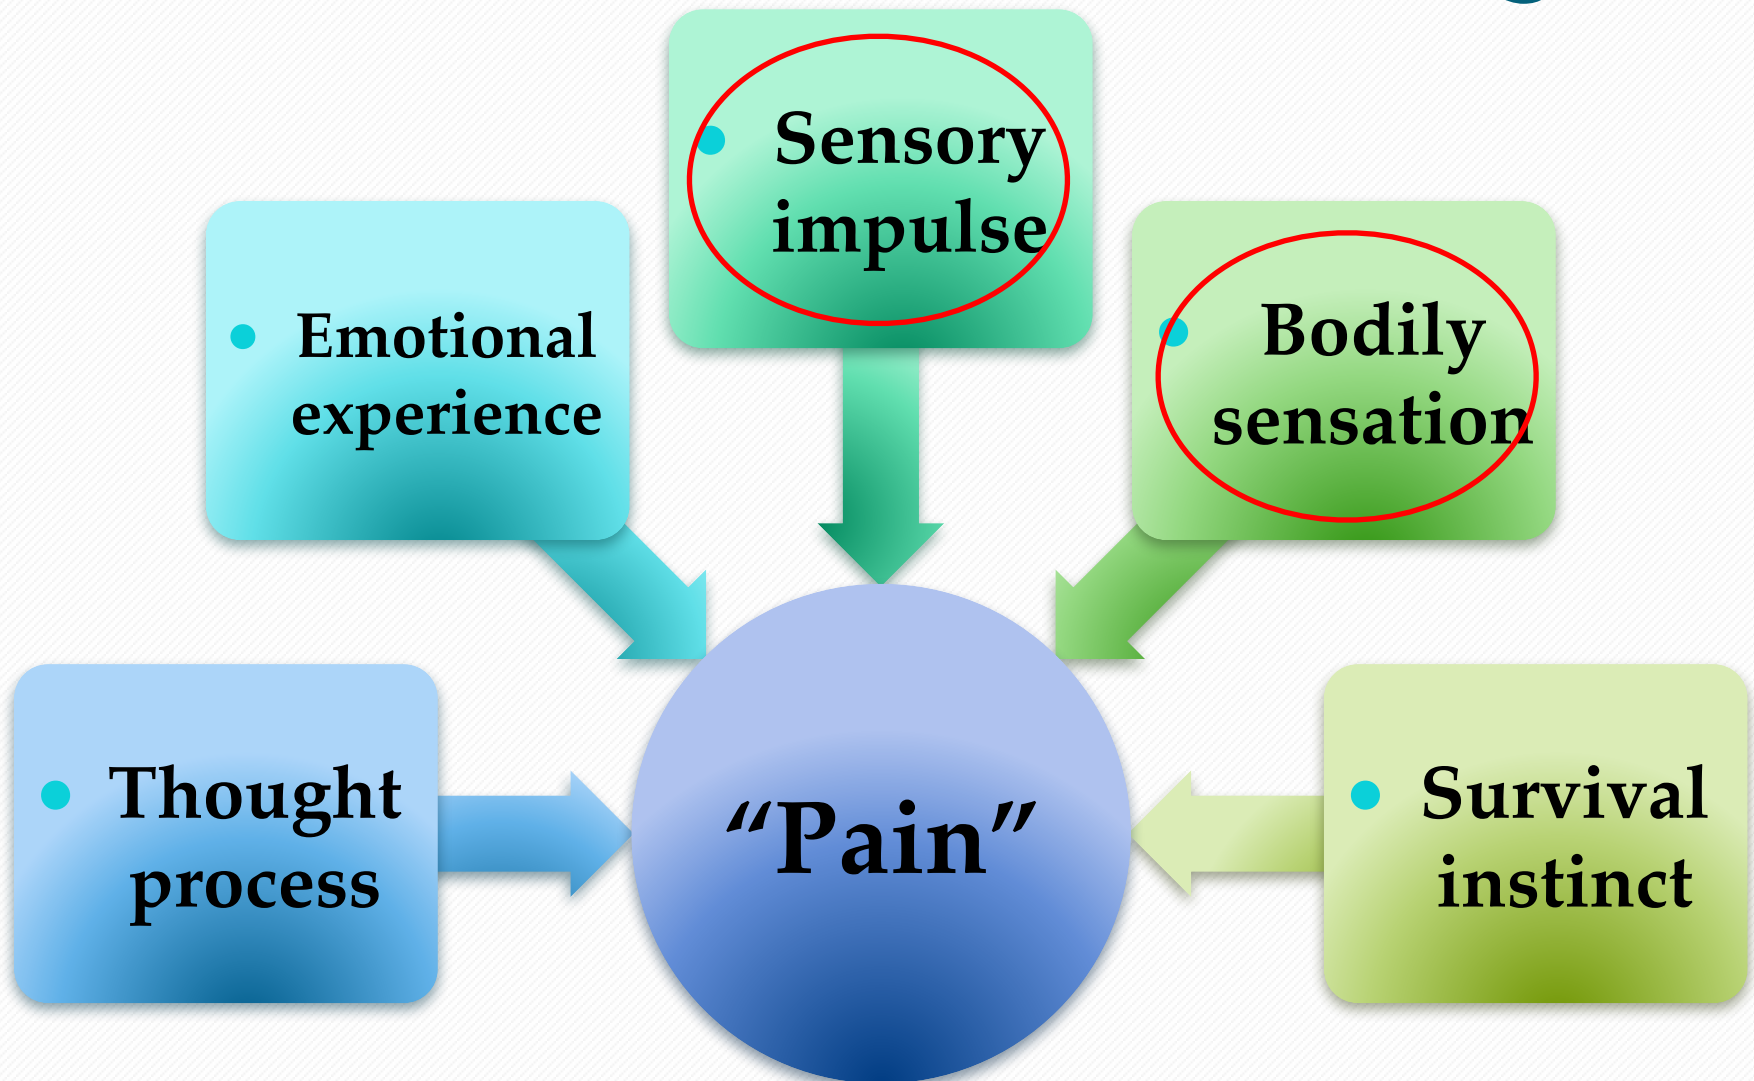 • Sensory
impulse
• Emotional
experience
• Bodily
sensation
• Thought
process
“Pain”
• Survival
instinct